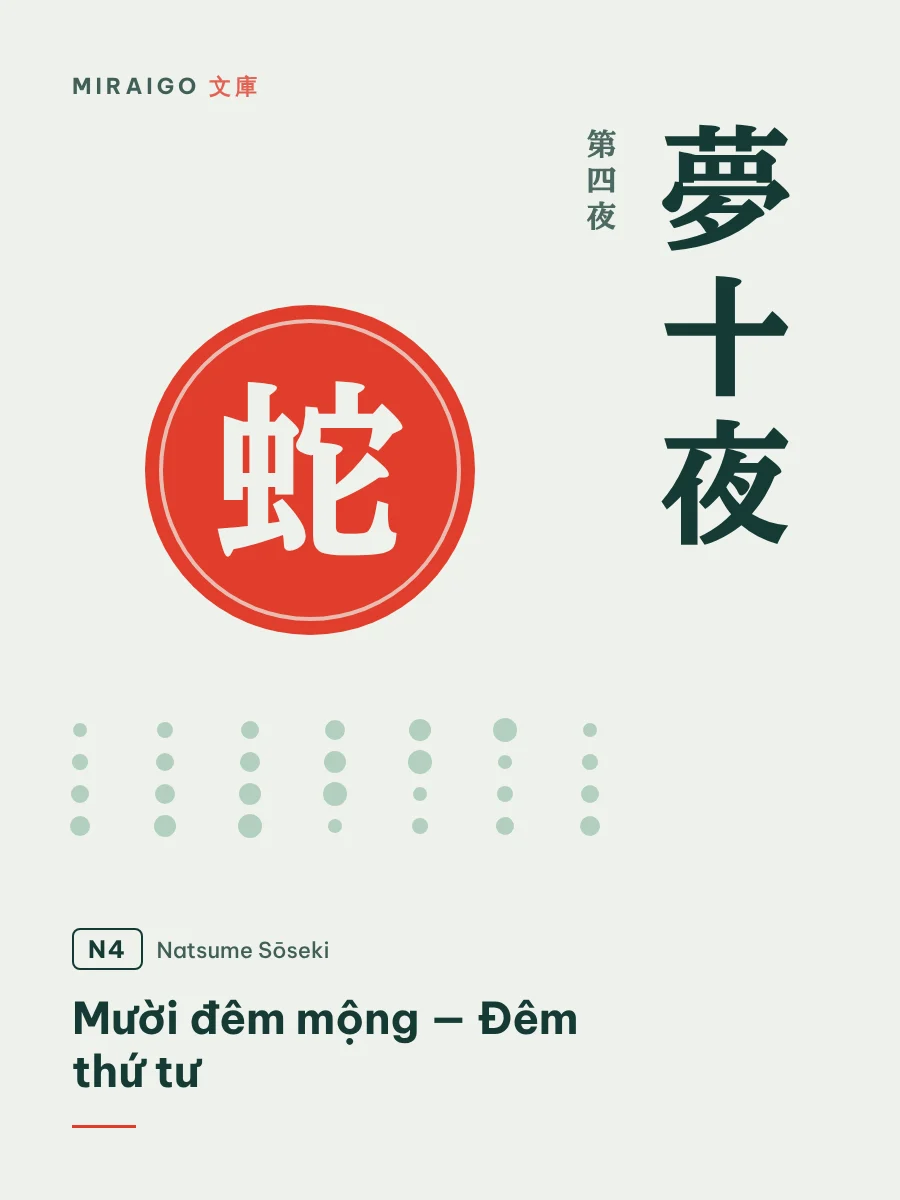 MIRAIGO 文庫
夢十夜
第四夜
蛇
N4 Natsume Sōseki
Mười đêm mộng — Đêm
thứ tư